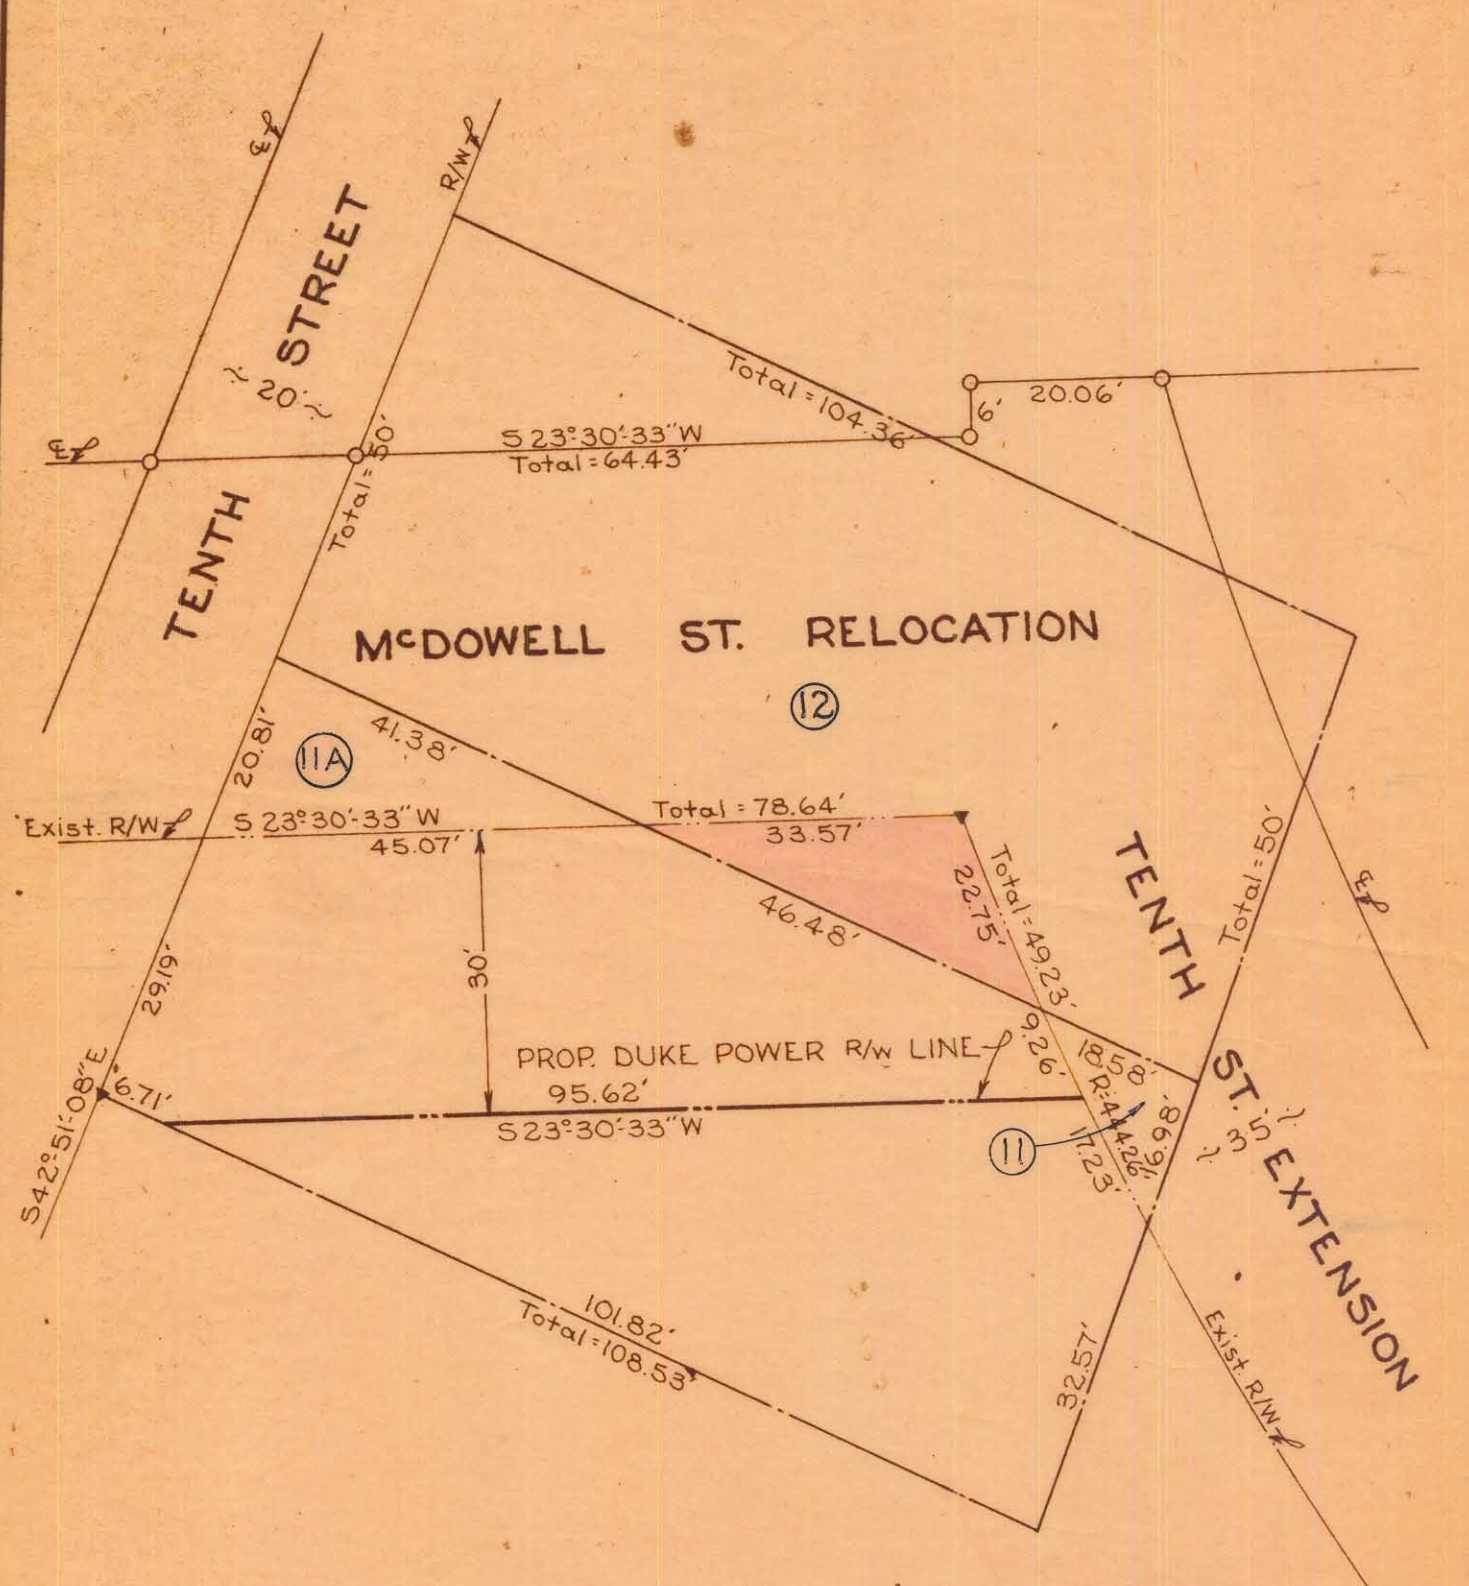 ℄
R/W
TENTH STREET
20'
Total = 104.36'
20.06'
6'
℄
S 23°-30'-33" W
Total = 64.43'
Total = 50'
McDOWELL ST. RELOCATION
12
41.38'
20.81'
11A
Exist. R/W
S 23°-30'-33" W
45.07'
Total = 78.64'
33.57'
22.75'
Total = 49.23'
46.48'
TENTH ST. EXTENSION
Total = 50'
℄
30'
29.19'
PROP. DUKE POWER R/W LINE
95.62'
S 23°-30'-33" W
9.26'
18.58'
R=444.26'
17.23'
11
35'
S 42°-51'-08" E
6.71'
101.82'
Total = 108.53'
32.57'
Exist. R/W